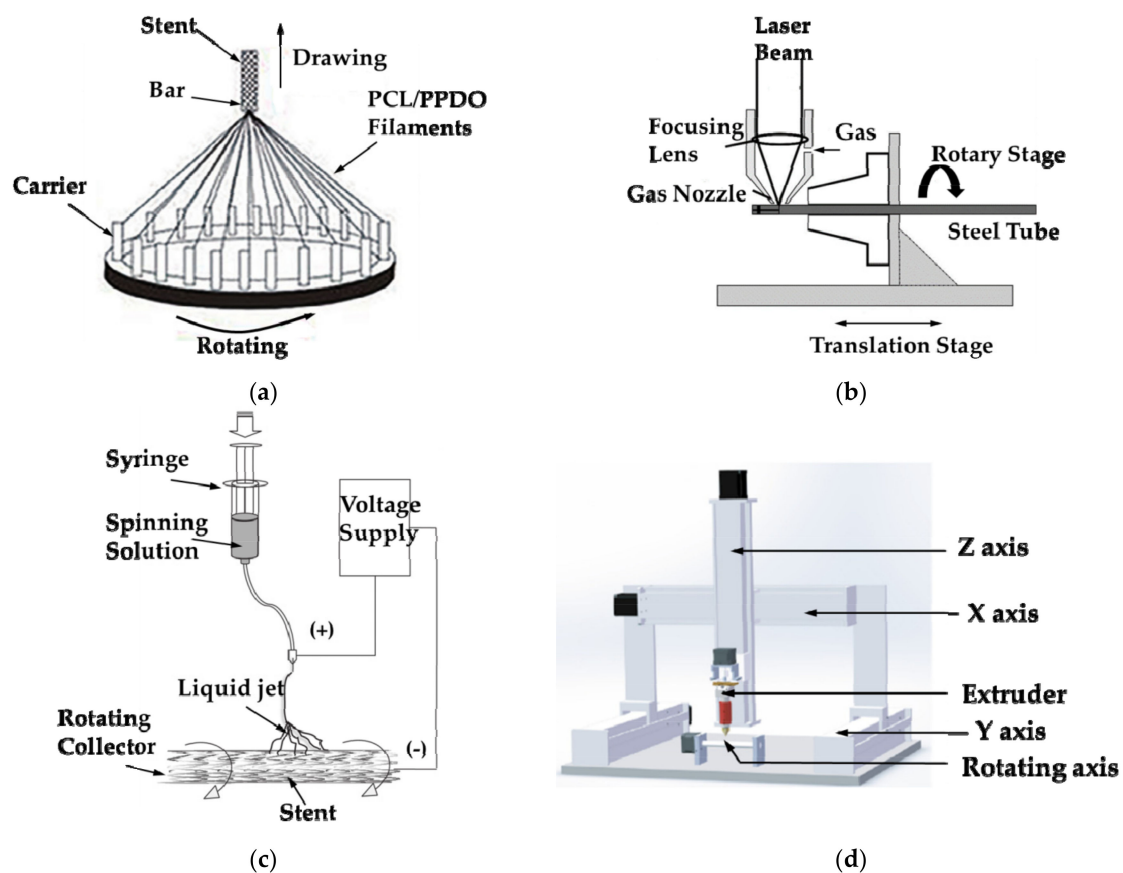 Stent
Drawing
Bar
PCL/PPDO
Filaments
Carrier
Rotating
(a)
Laser
Beam
Focusing
Lens
Gas
Gas Nozzle
Rotary Stage
Steel Tube
Translation Stage
(b)
Syringe
Spinning
Solution
Voltage
Supply
(+)
Liquid jet
Rotating
Collector
(-)
Stent
(c)
Z axis
X axis
Extruder
Y axis
Rotating axis
(d)